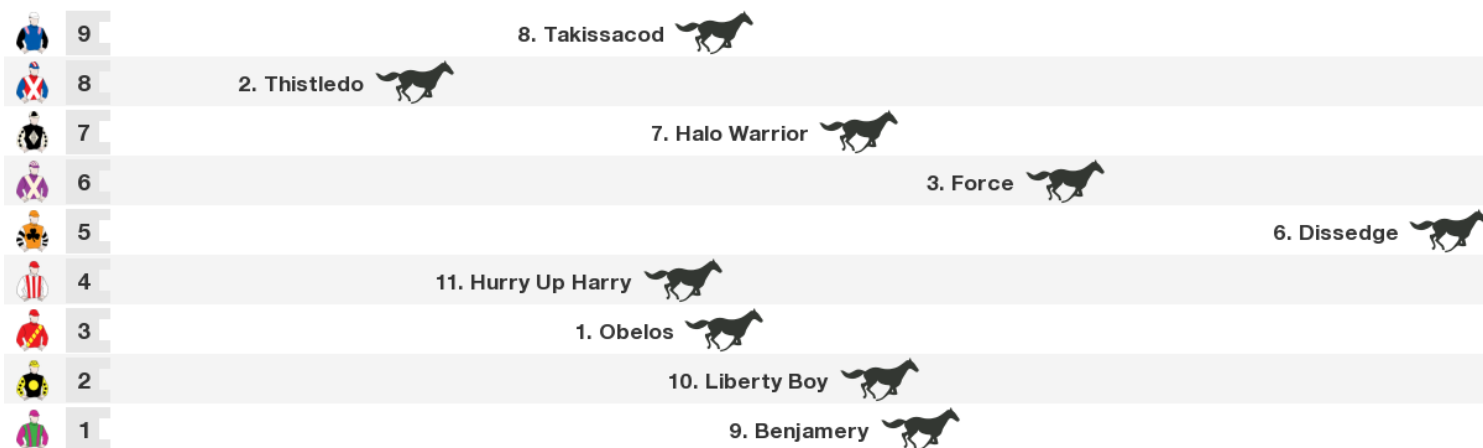 9 8. Takissacod
8 2. Thistledo
7 7. Halo Warrior
6 3. Force
5 6. Dissedge
4 11. Hurry Up Harry
3 1. Obelos
2 10. Liberty Boy
1 9. Benjamery